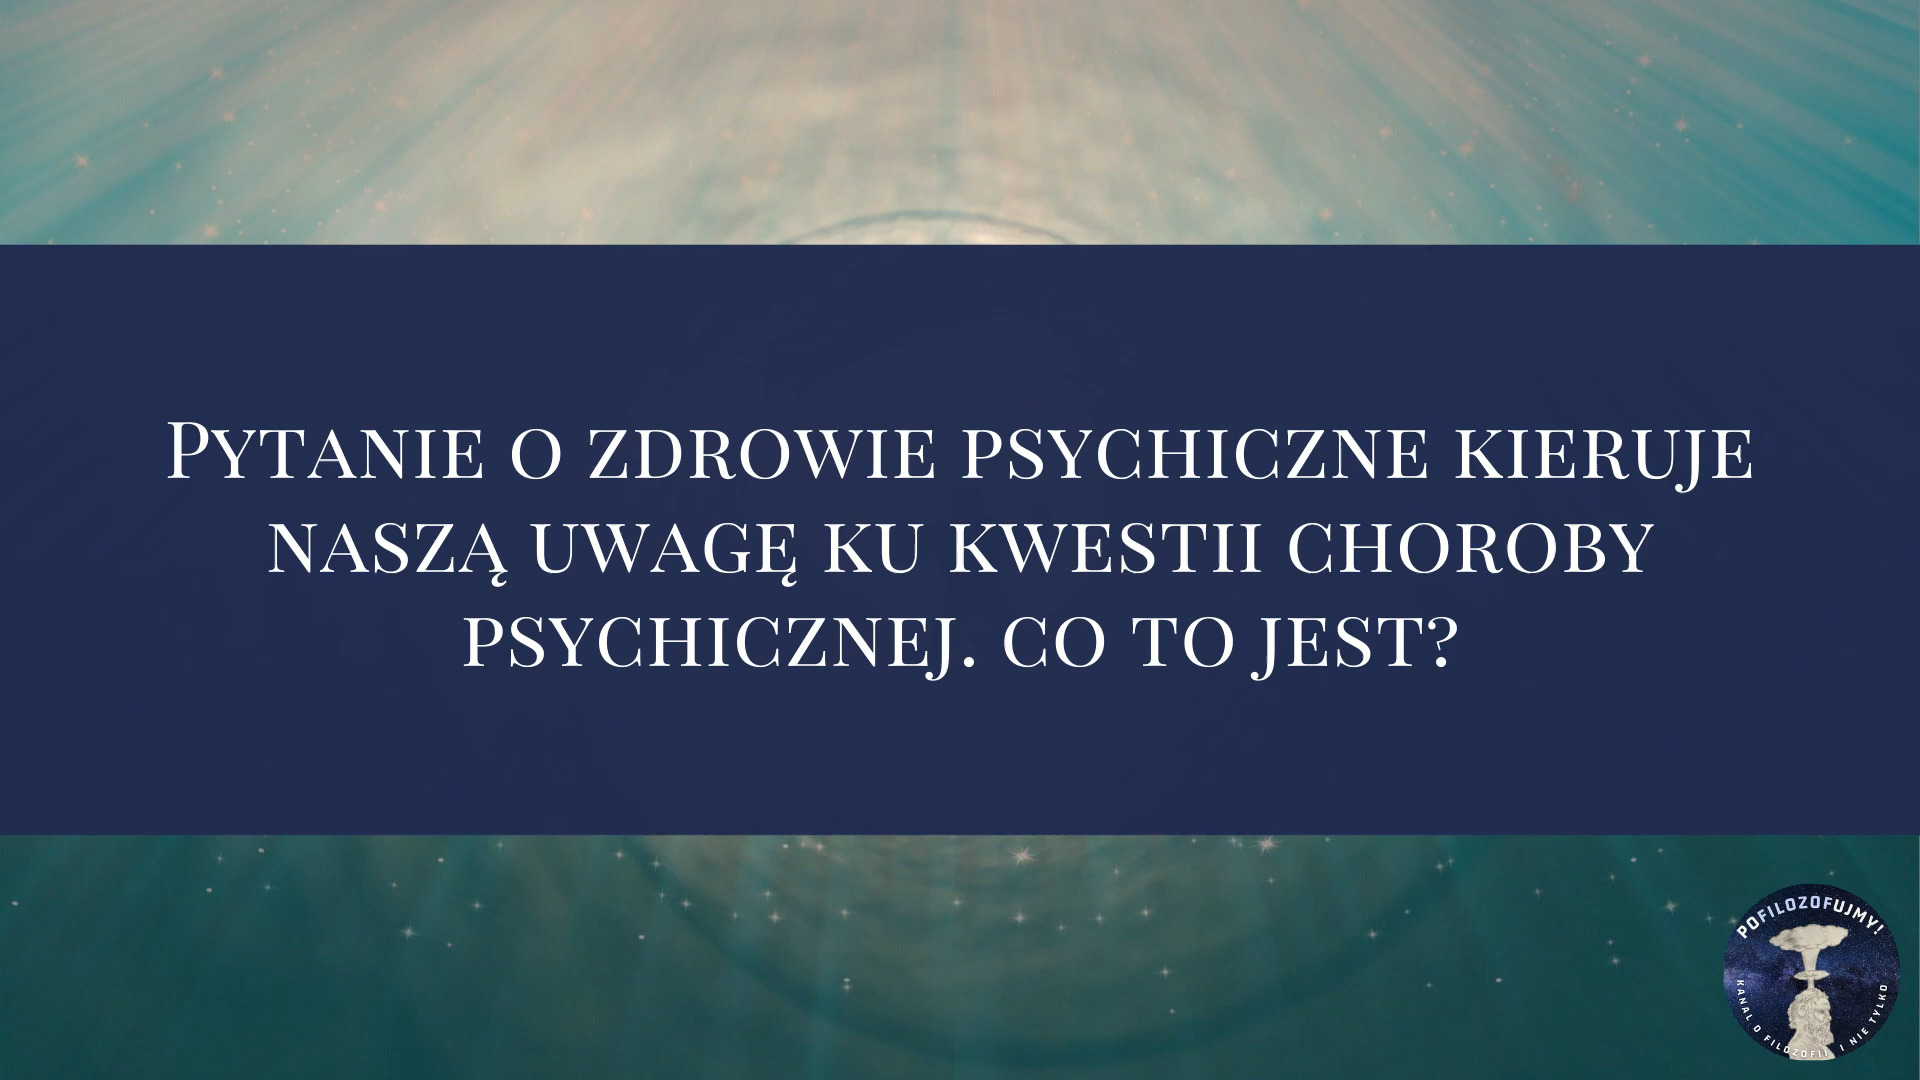 Pytanie o zdrowie psychiczne kieruje
naszą uwagę ku kwestii choroby
psychicznej. co to jest?
POFILOZOFUJMY!
KANAŁ O FILOZOFII I NIE TYLKO